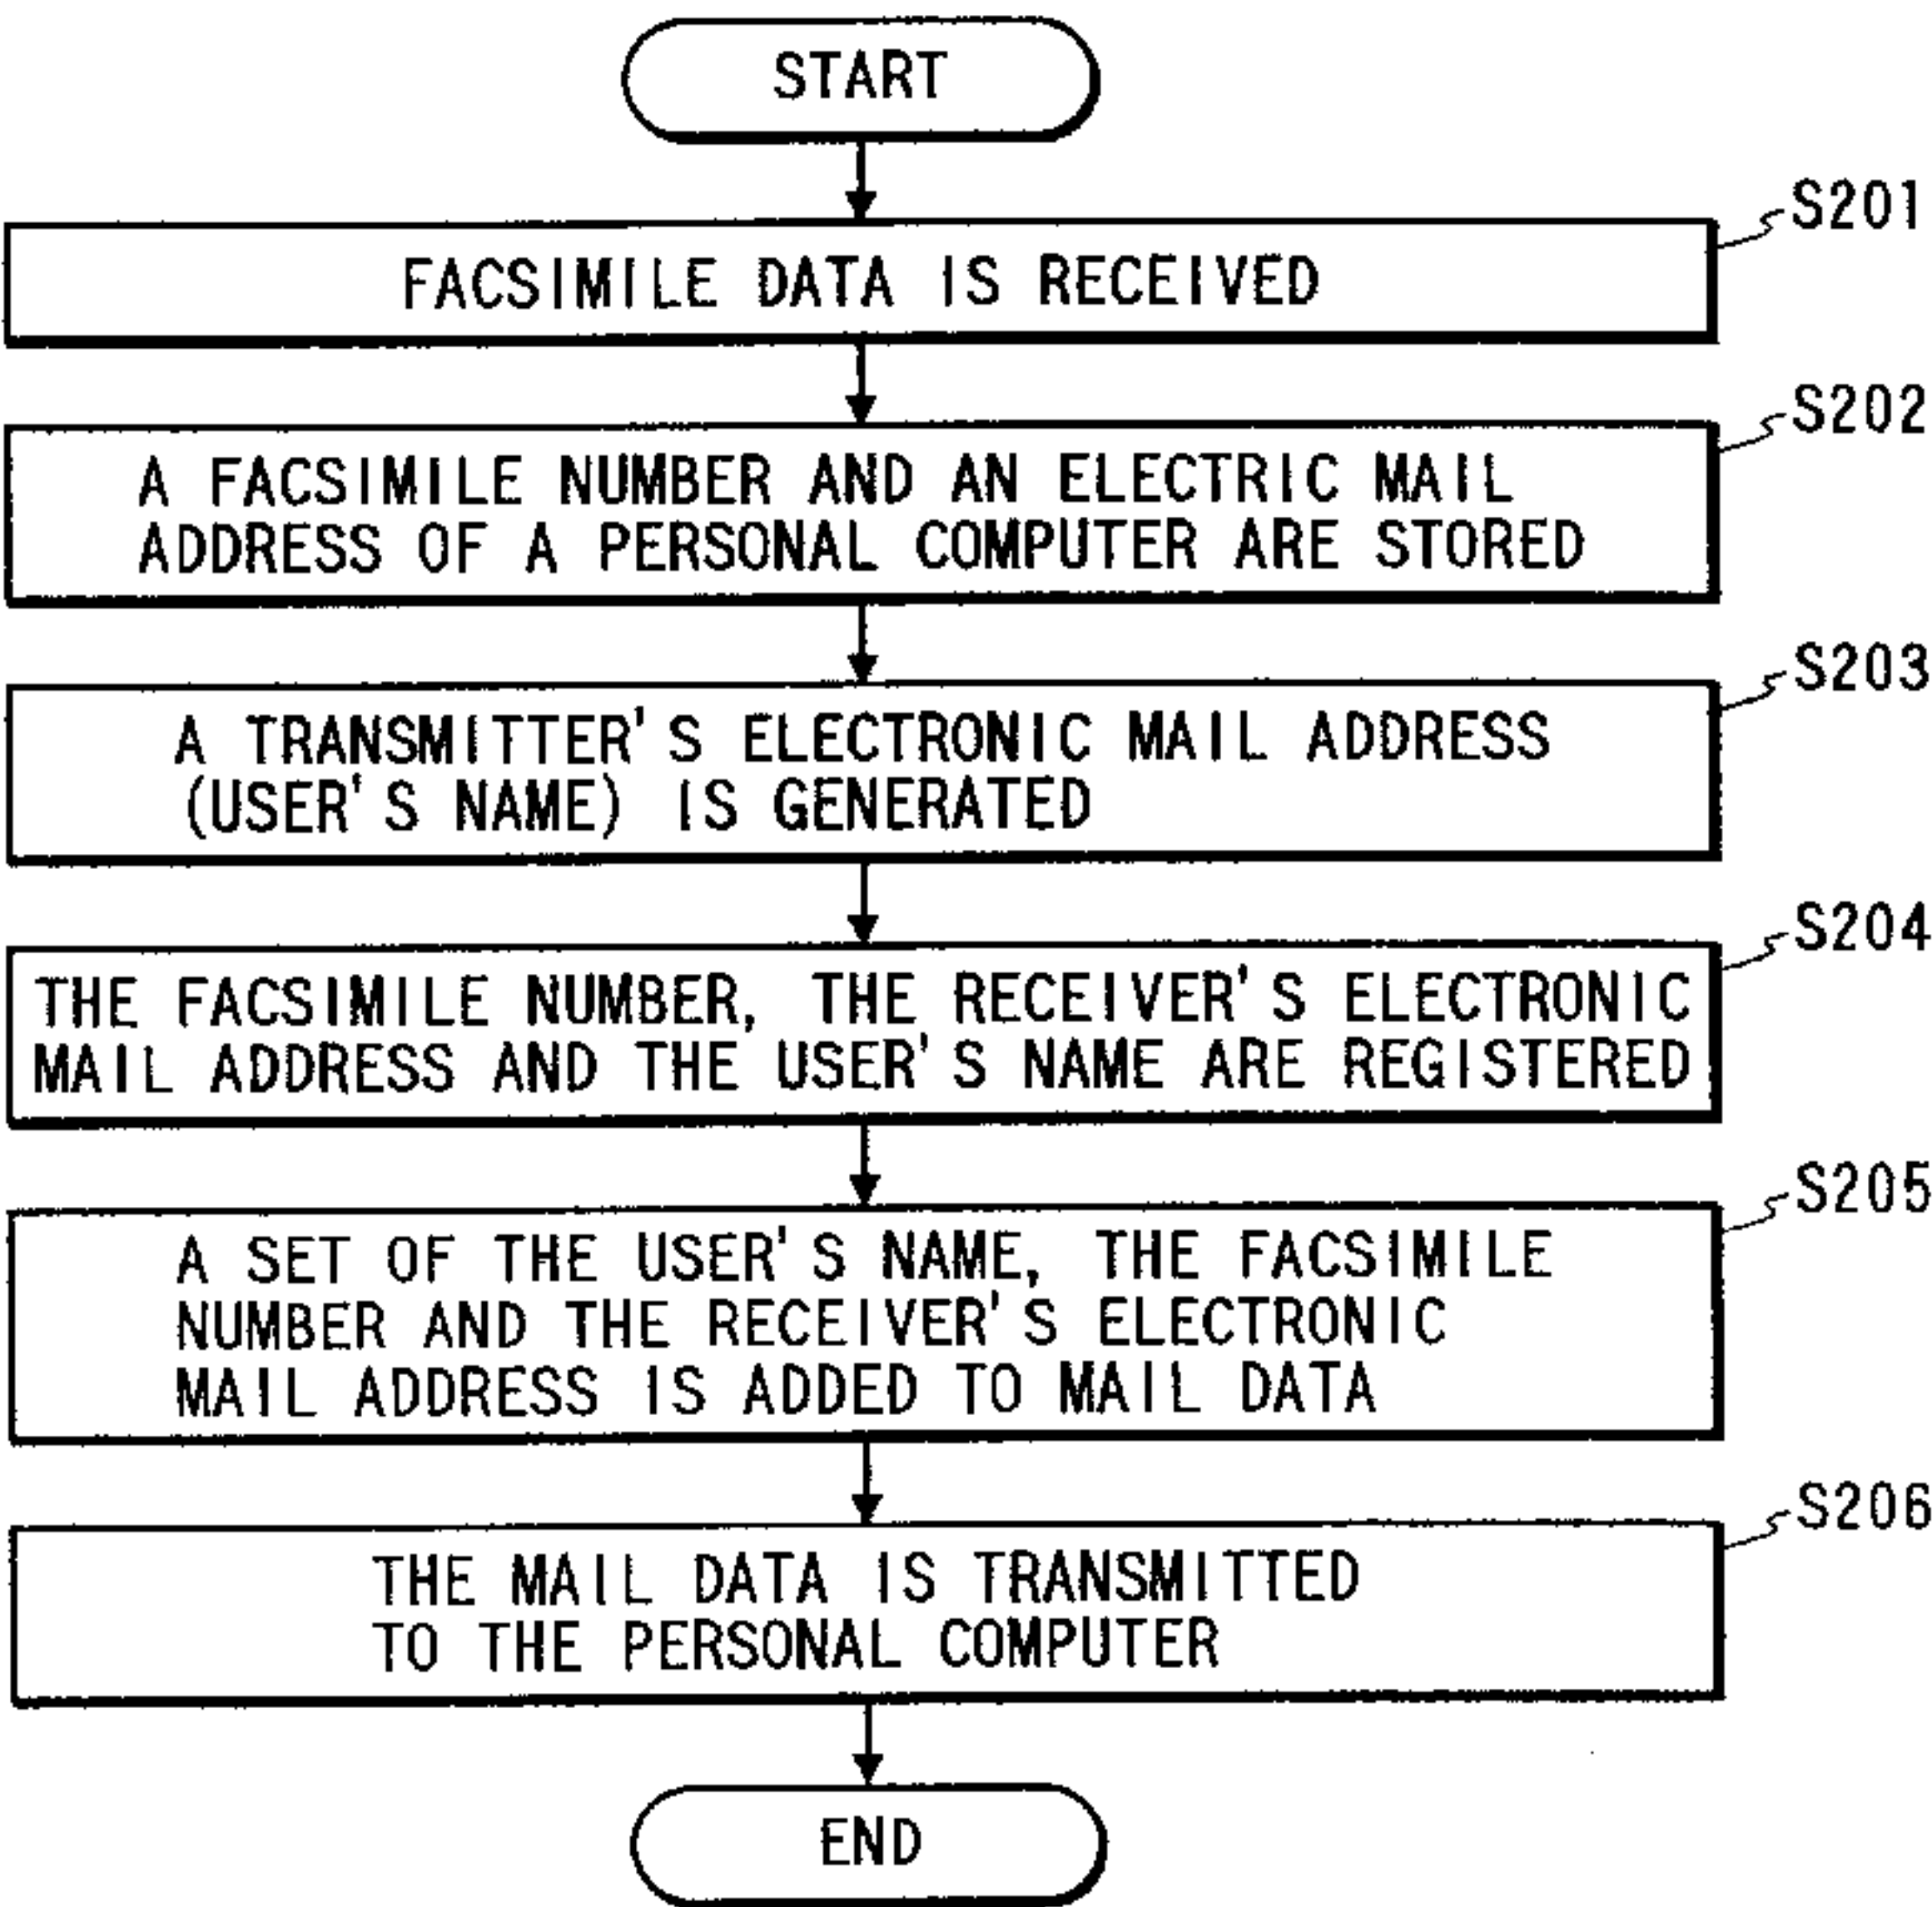 START
S201
FACSIMILE DATA IS RECEIVED
S202
A FACSIMILE NUMBER AND AN ELECTRIC MAIL
ADDRESS OF A PERSONAL COMPUTER ARE STORED
S203
A TRANSMITTER'S ELECTRONIC MAIL ADDRESS
(USER'S NAME) IS GENERATED
S204
THE FACSIMILE NUMBER, THE RECEIVER'S ELECTRONIC
MAIL ADDRESS AND THE USER'S NAME ARE REGISTERED
S205
A SET OF THE USER'S NAME, THE FACSIMILE
NUMBER AND THE RECEIVER'S ELECTRONIC
MAIL ADDRESS IS ADDED TO MAIL DATA
S206
THE MAIL DATA IS TRANSMITTED
TO THE PERSONAL COMPUTER
END